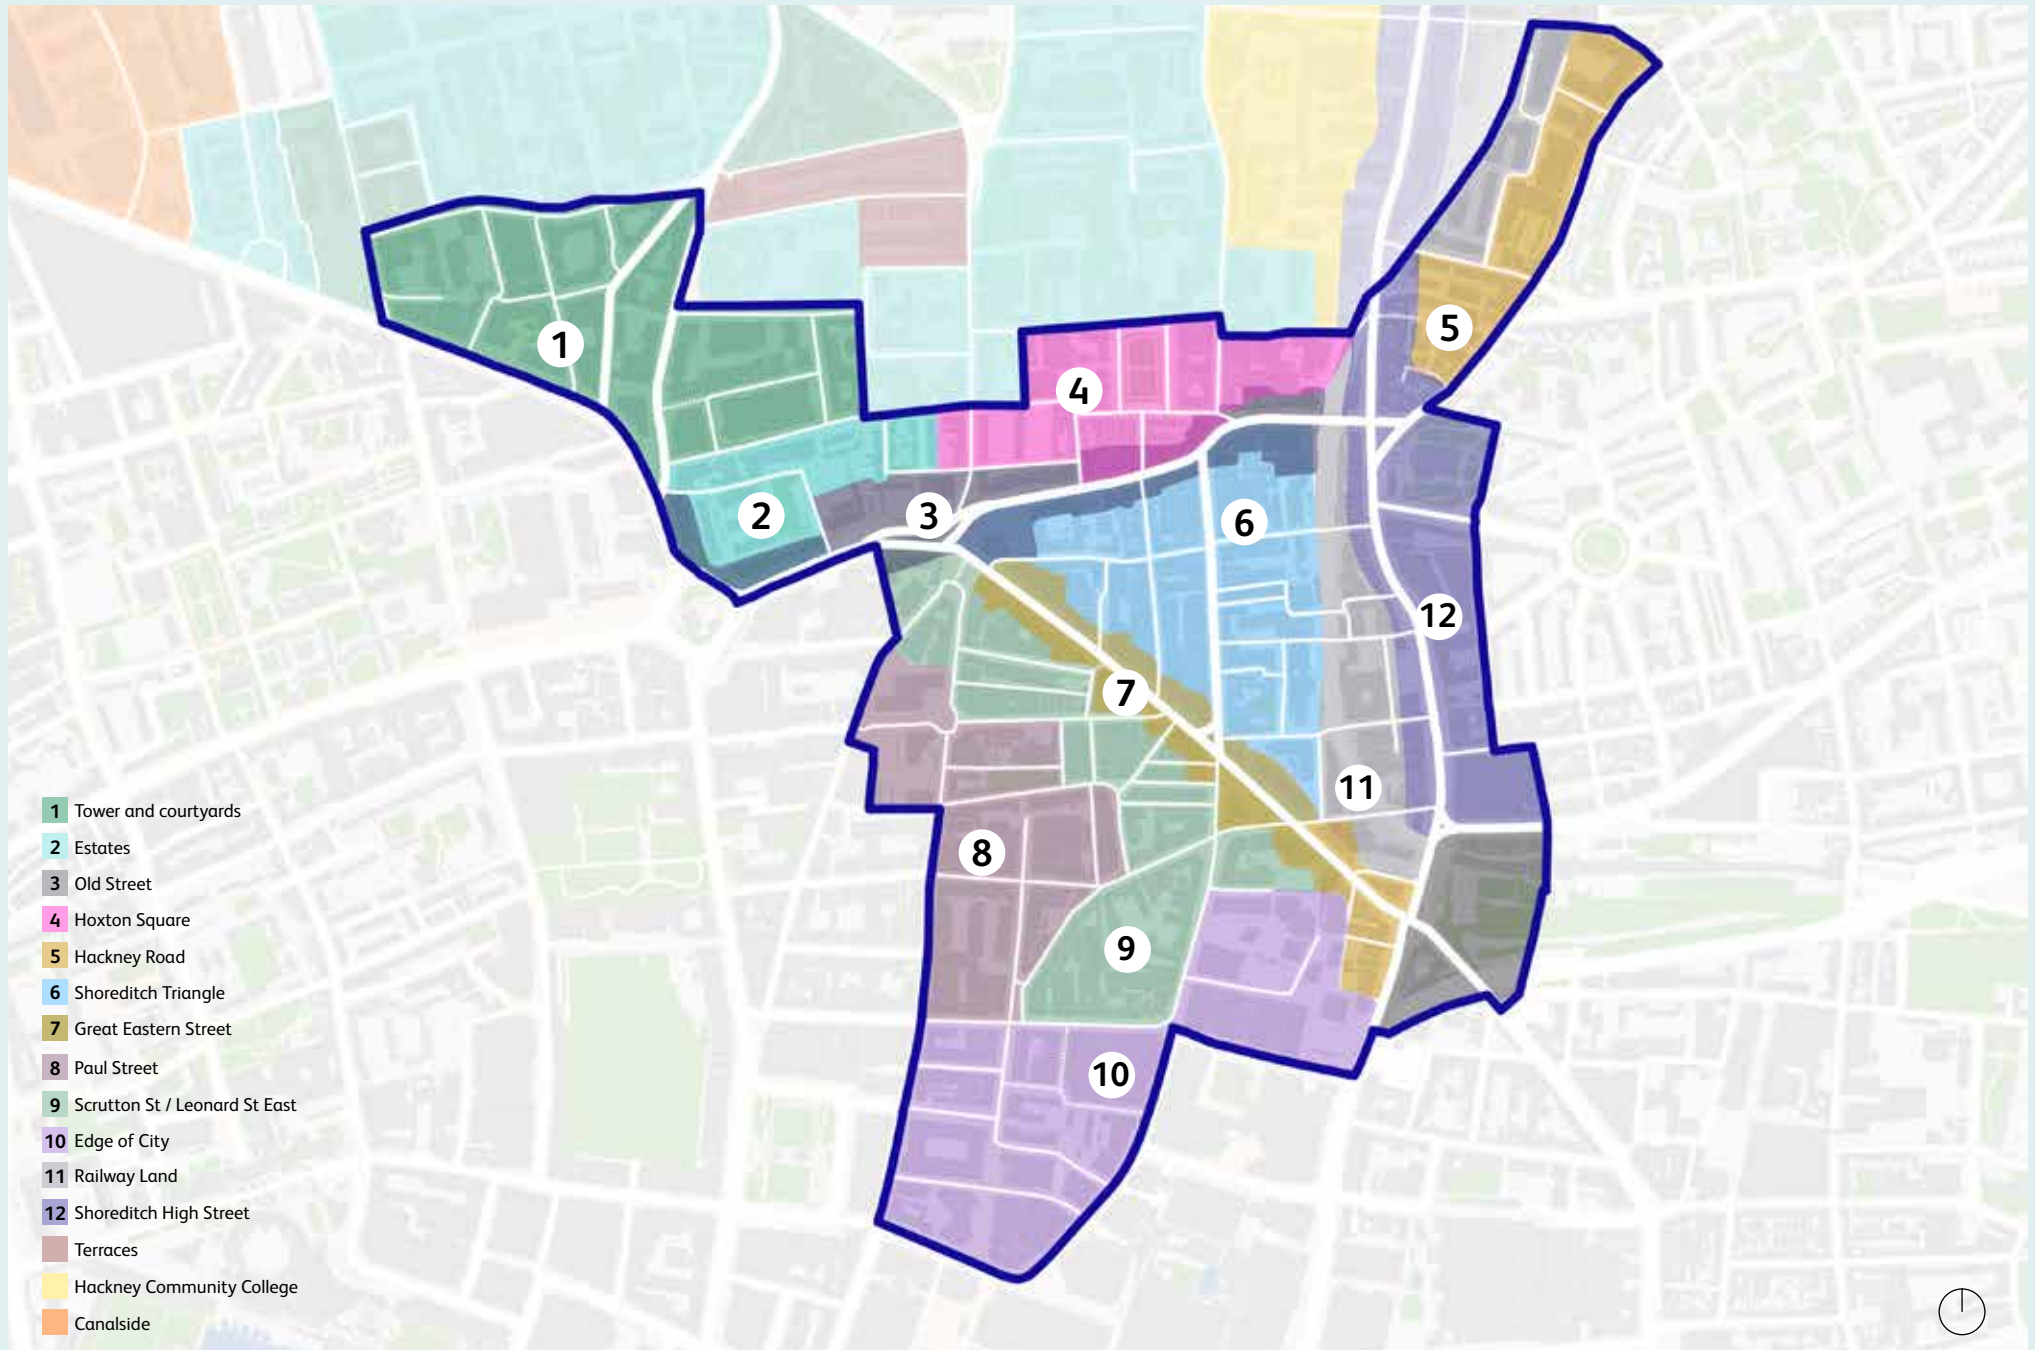 1
5
4
2
3
6
12
7
11
8
9
10
1 Tower and courtyards
2 Estates
3 Old Street
4 Hoxton Square
5 Hackney Road
6 Shoreditch Triangle
7 Great Eastern Street
8 Paul Street
9 Scrutton St / Leonard St East
10 Edge of City
11 Railway Land
12 Shoreditch High Street
Terraces
Hackney Community College
Canalside